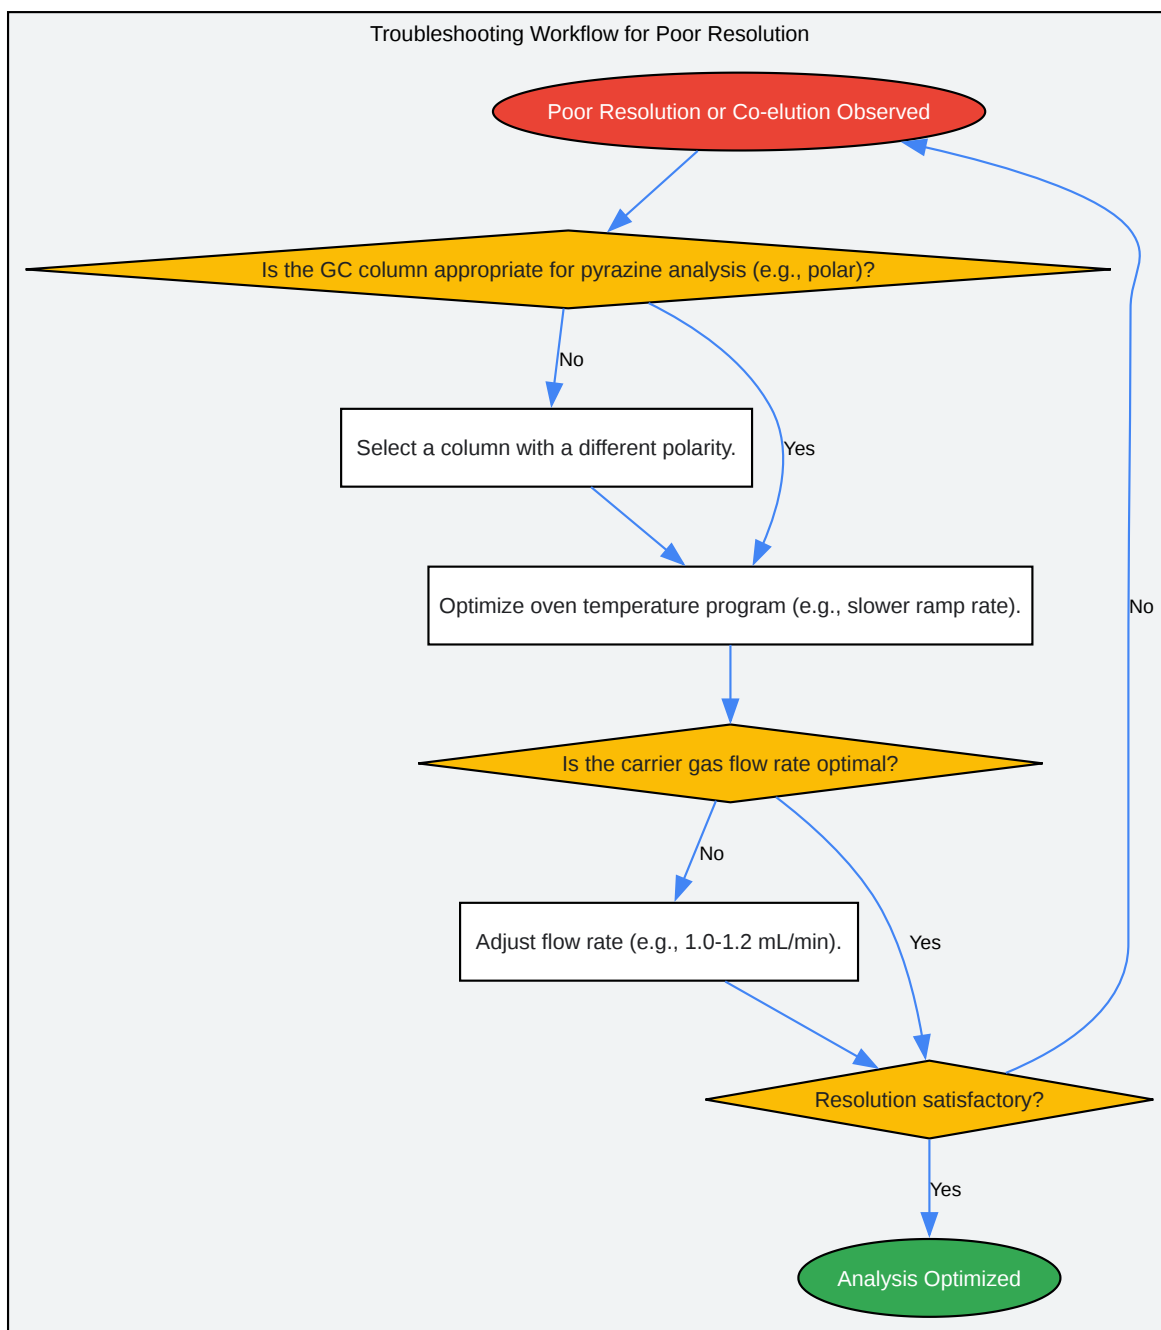 Troubleshooting Workflow for Poor Resolution
Poor Resolution or Co-elution Observed
Is the GC column appropriate for pyrazine analysis (e.g., polar)?
No
Select a column with a different polarity.
Yes
Optimize oven temperature program (e.g., slower ramp rate).
No
Is the carrier gas flow rate optimal?
No
Adjust flow rate (e.g., 1.0-1.2 mL/min).
Yes
Resolution satisfactory?
Yes
Analysis Optimized